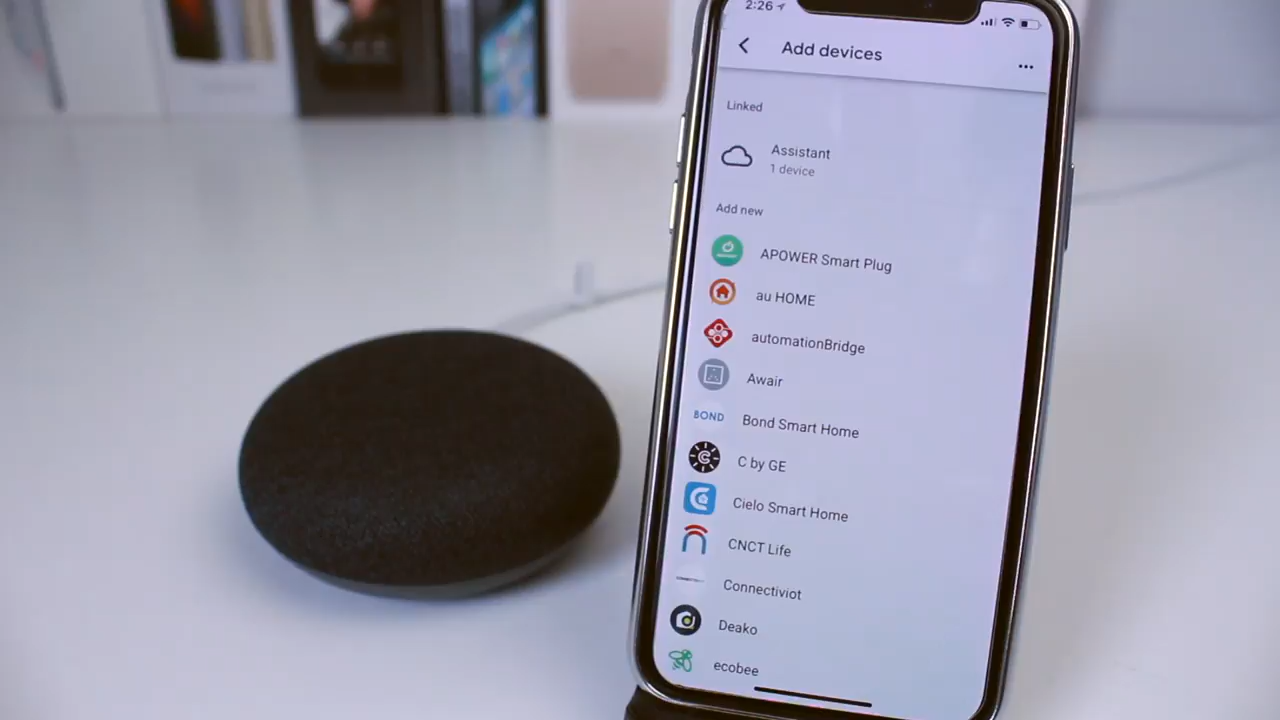 2:26
Add devices
Linked
Assistant
1 device
Add new
APOWER Smart Plug
au HOME
automationBridge
Awair
BOND Bond Smart Home
C by GE
Cielo Smart Home
CNCT Life
Connectiviot
Deako
ecobee